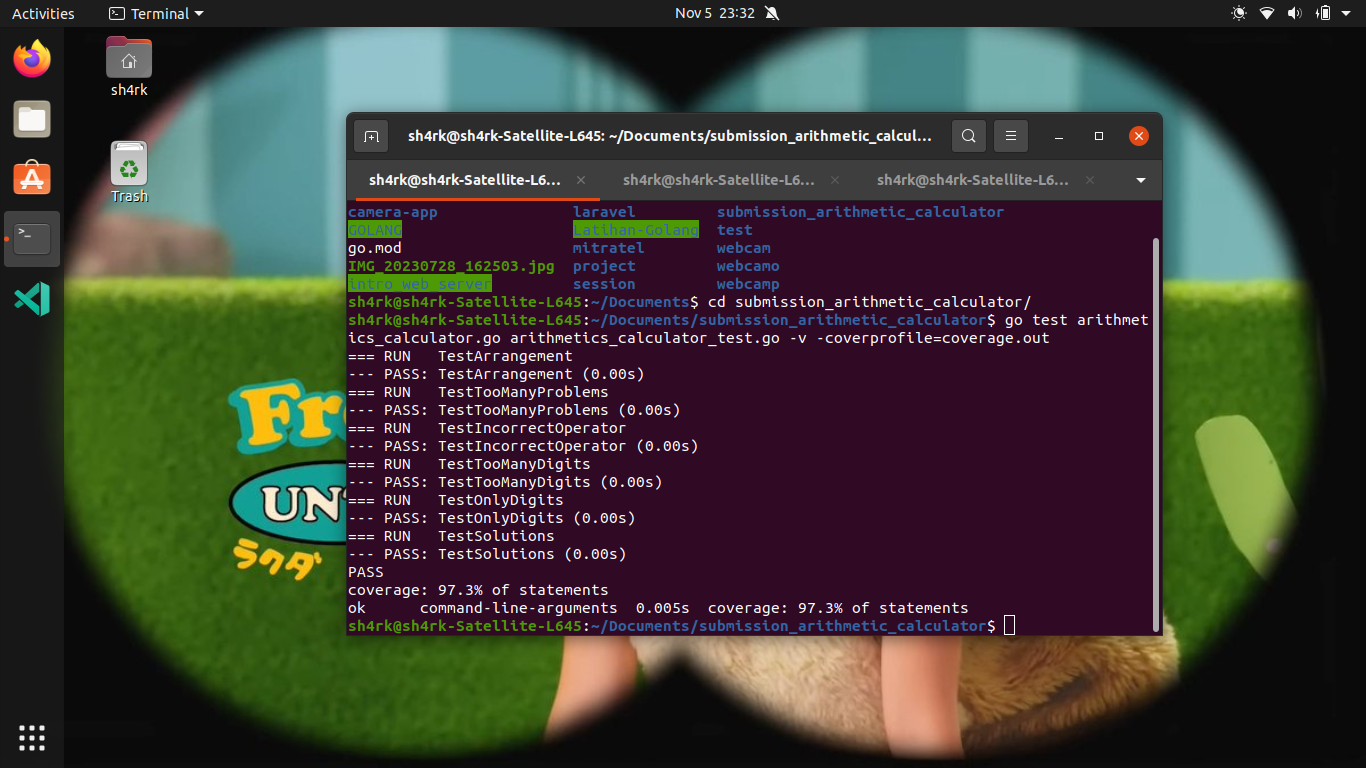 Activities
Terminal
Nov 5 23:32
sh4rk
Trash
sh4rk@sh4rk-Satellite-L645: ~/Documents/submission_arithmetic_calcul...
sh4rk@sh4rk-Satellite-L6...
sh4rk@sh4rk-Satellite-L6...
sh4rk@sh4rk-Satellite-L6...
camera-app laravel submission_arithmetic_calculator
GOLANG Latihan-Golang test
go.mod mitratel webcam
IMG_20230728_162503.jpg project webcamo
intro web server session webcamp
sh4rk@sh4rk-Satellite-L645:~/Documents$ cd submission_arithmetic_calculator/
sh4rk@sh4rk-Satellite-L645:~/Documents/submission_arithmetic_calculator$ go test arithmet
ics_calculator.go arithmetics_calculator_test.go -v -coverprofile=coverage.out
=== RUN   TestArrangement
--- PASS: TestArrangement (0.00s)
=== RUN   TestTooManyProblems
--- PASS: TestTooManyProblems (0.00s)
=== RUN   TestIncorrectOperator
--- PASS: TestIncorrectOperator (0.00s)
=== RUN   TestTooManyDigits
--- PASS: TestTooManyDigits (0.00s)
=== RUN   TestOnlyDigits
--- PASS: TestOnlyDigits (0.00s)
=== RUN   TestSolutions
--- PASS: TestSolutions (0.00s)
PASS
coverage: 97.3% of statements
ok      command-line-arguments  0.005s  coverage: 97.3% of statements
sh4rk@sh4rk-Satellite-L645:~/Documents/submission_arithmetic_calculator$
ラクダ